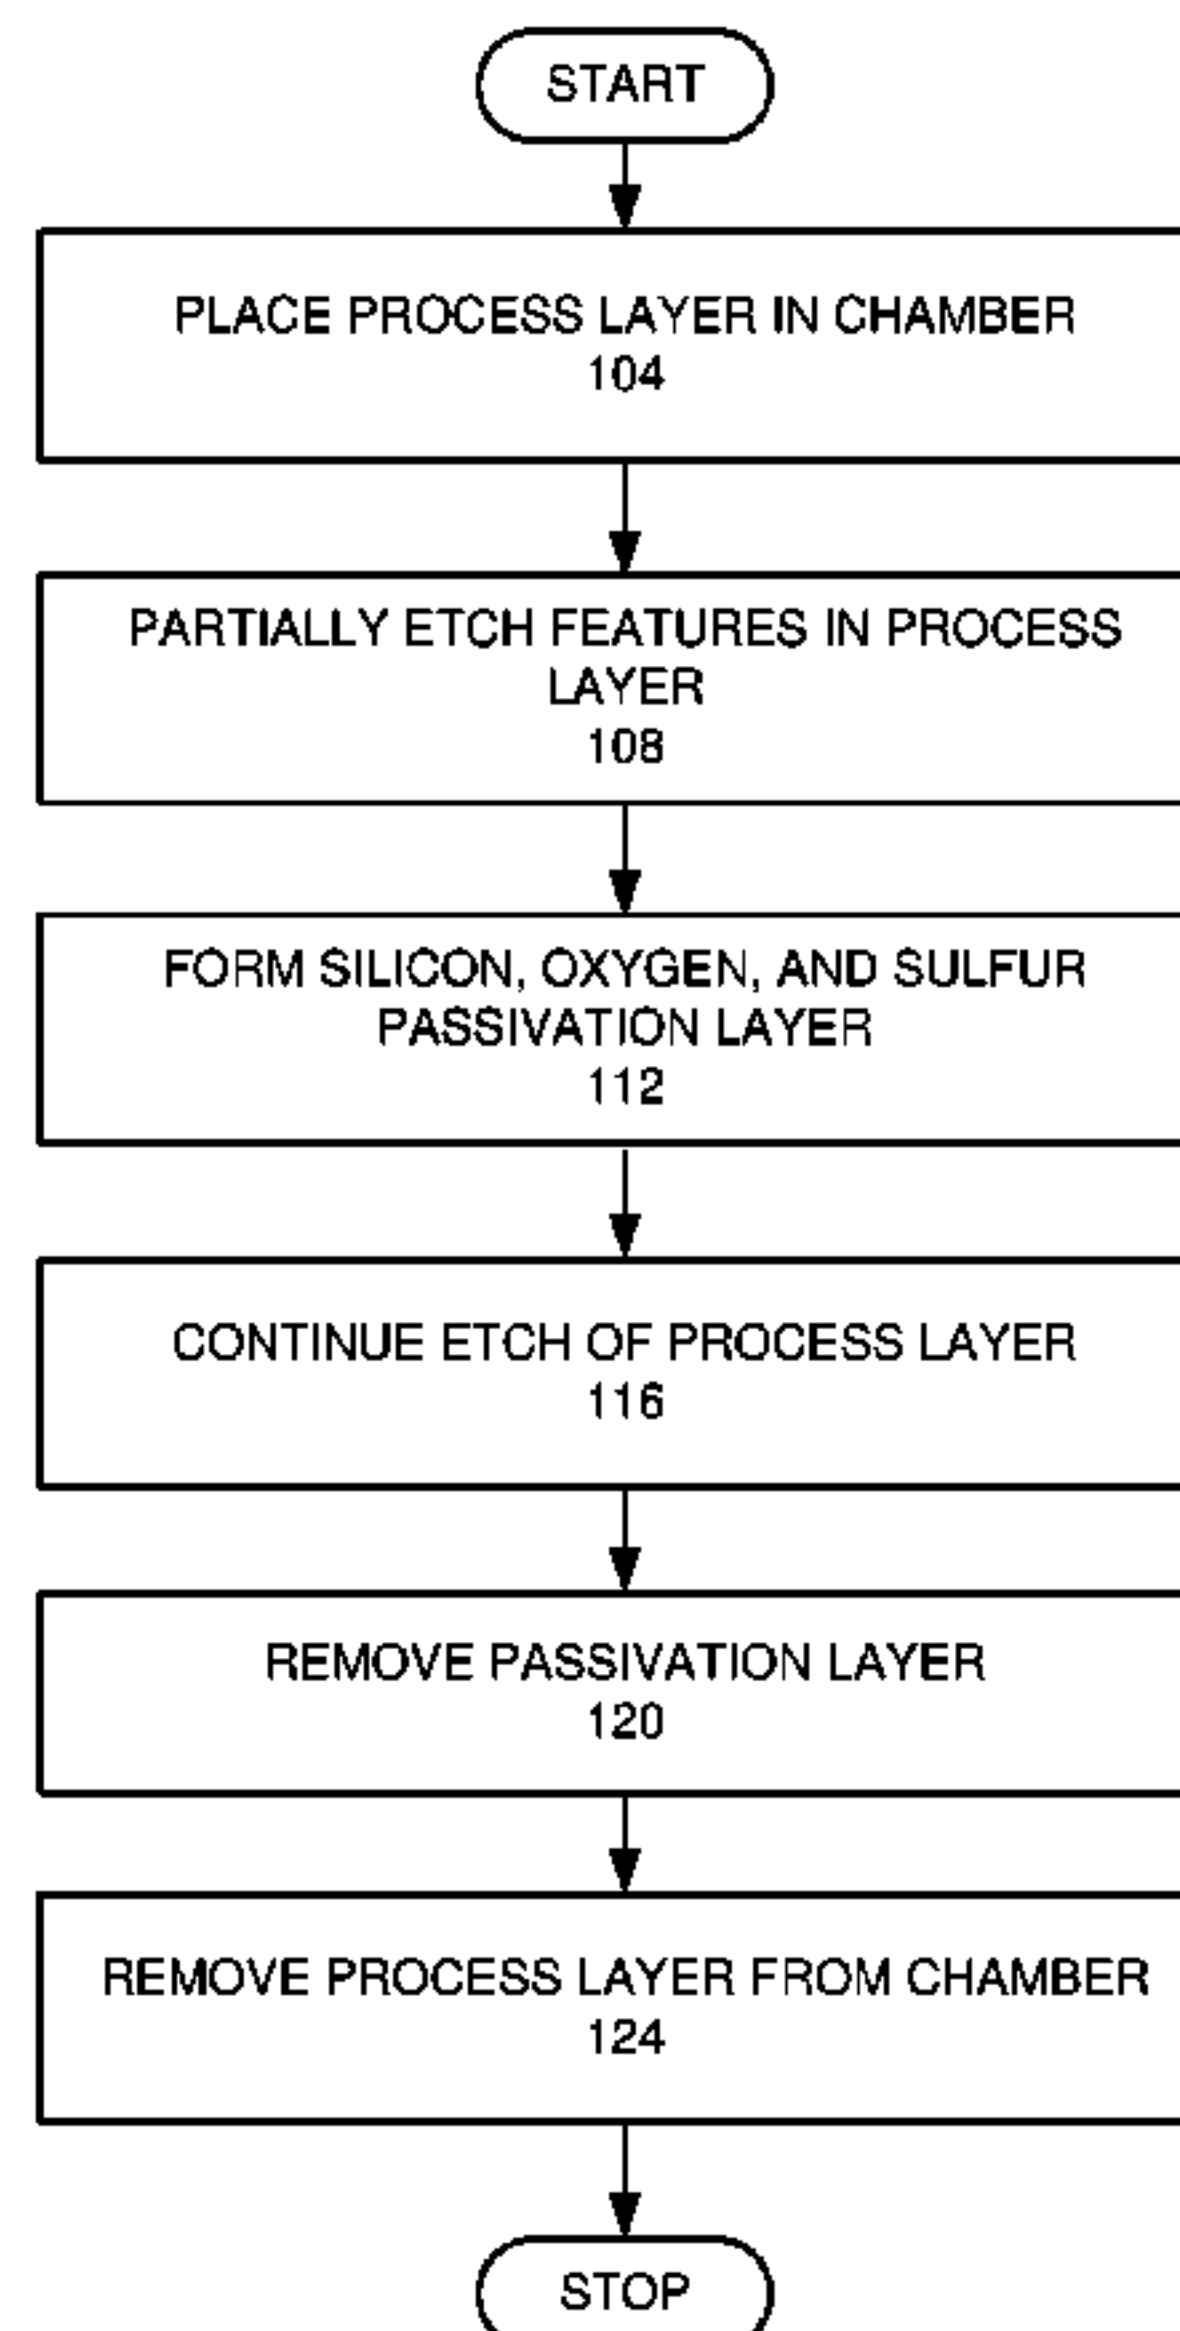 START
PLACE PROCESS LAYER IN CHAMBER
104
PARTIALLY ETCH FEATURES IN PROCESS
LAYER
108
FORM SILICON, OXYGEN, AND SULFUR
PASSIVATION LAYER
112
CONTINUE ETCH OF PROCESS LAYER
116
REMOVE PASSIVATION LAYER
120
REMOVE PROCESS LAYER FROM CHAMBER
124
STOP